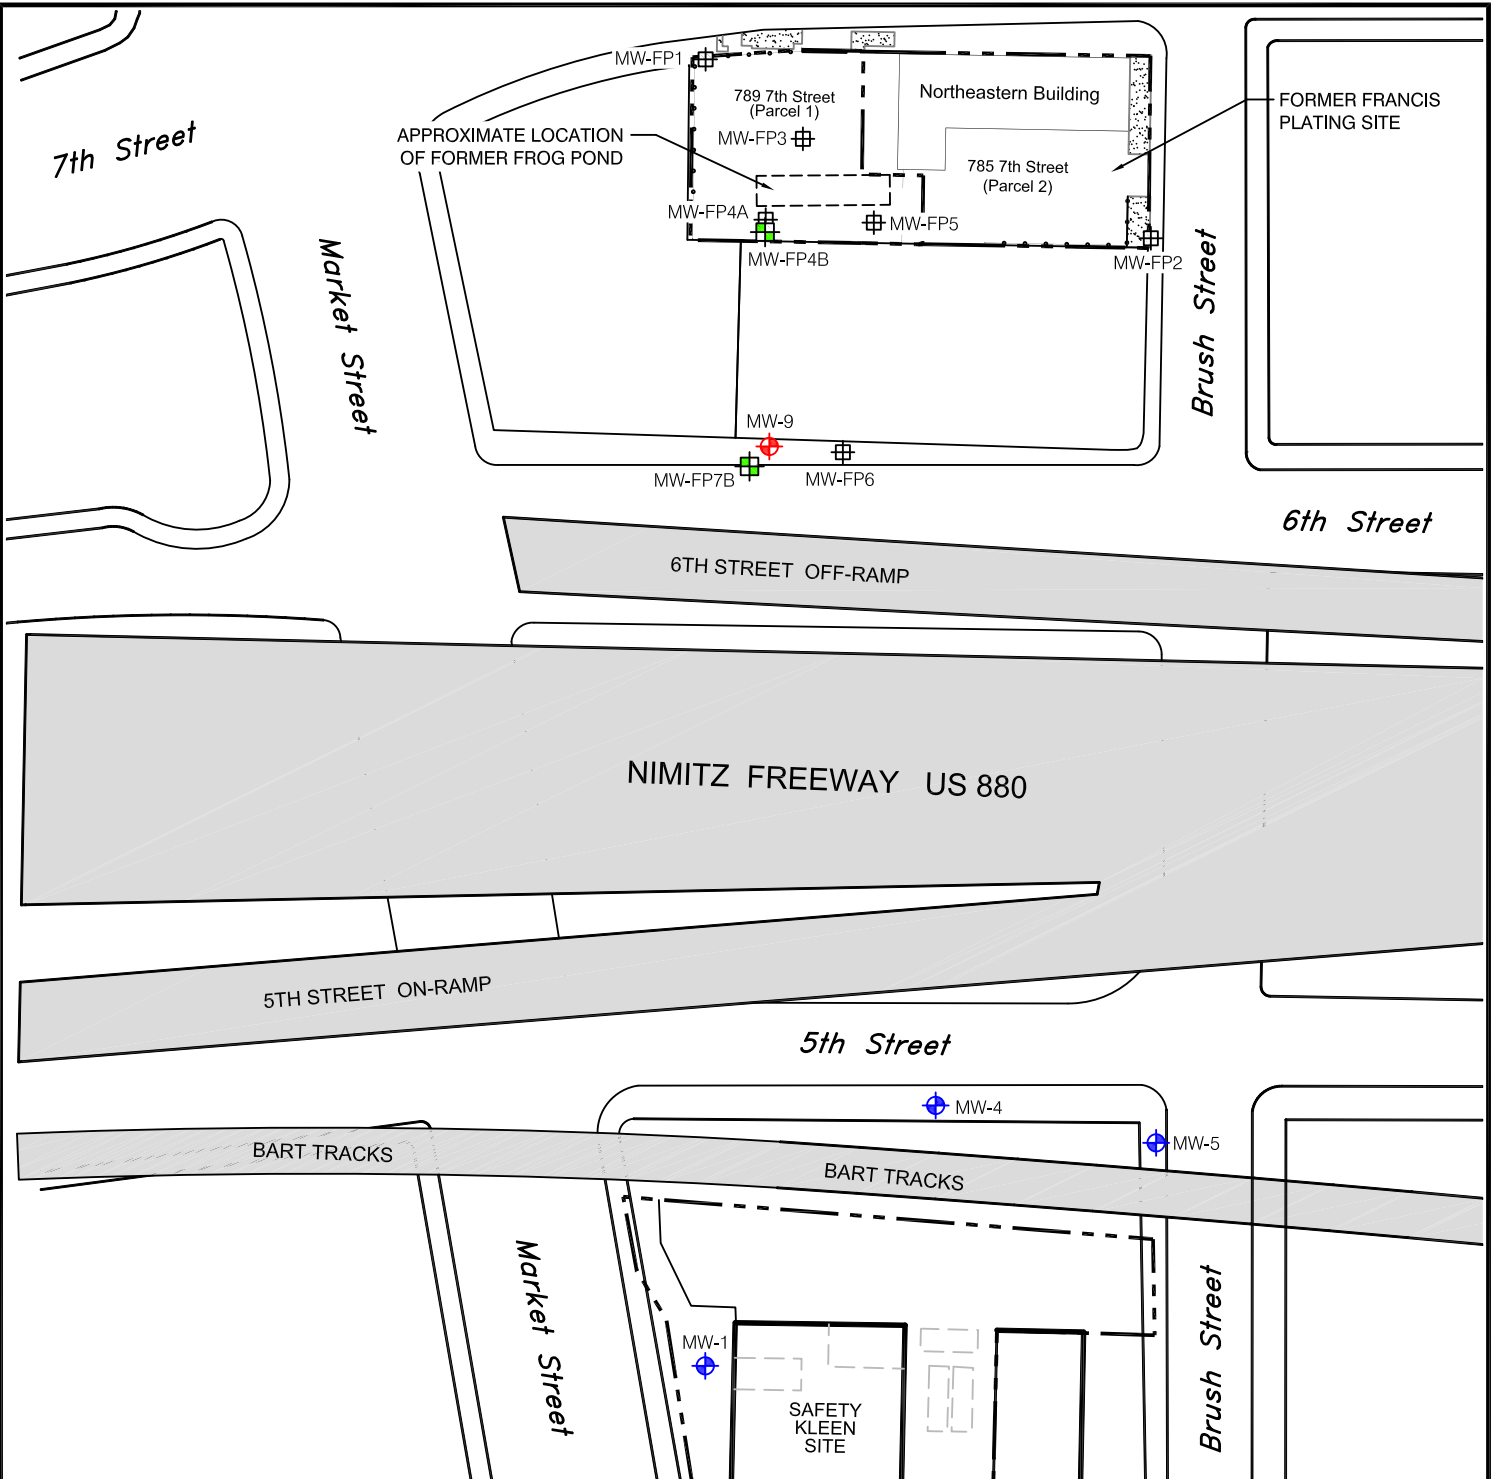 MW-FP1
789 7th Street
(Parcel 1)
Northeastern Building
FORMER FRANCIS
PLATING SITE
7th Street
APPROXIMATE LOCATION
OF FORMER FROG POND
MW-FP3
785 7th Street
(Parcel 2)
MW-FP4A
MW-FP5
MW-FP4B
MW-FP2
Market Street
Brush Street
MW-9
MW-FP7B
MW-FP6
6th Street
6TH STREET OFF-RAMP
NIMITZ FREEWAY US 880
5TH STREET ON-RAMP
5th Street
MW-4
MW-5
BART TRACKS
BART TRACKS
Market Street
Brush Street
MW-1
SAFETY
KLEEN
SITE